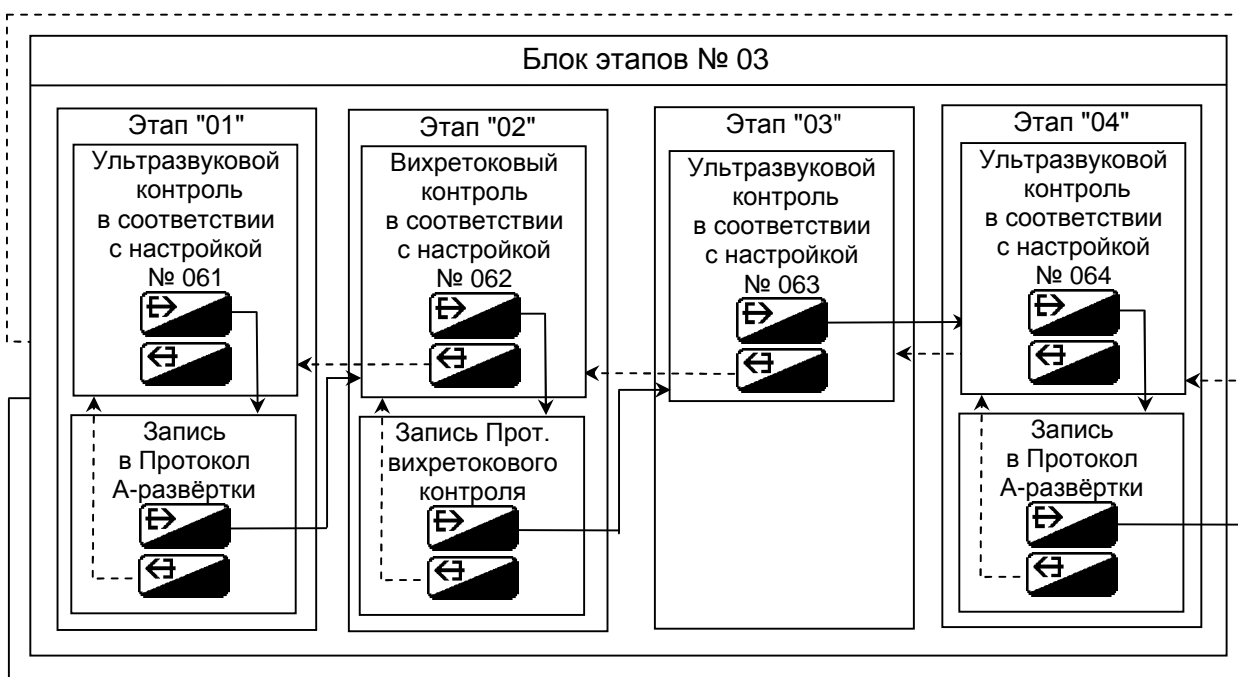 Блок этапов № 03
Этап "01"
Ультразвуковой
контроль
в соответствии
с настройкой
№ 061
Запись
в Протокол
А-развёртки
Этап "02"
Вихретоковый
контроль
в соответствии
с настройкой
№ 062
Запись Прот.
вихретокового
контроля
Этап "03"
Ультразвуковой
контроль
в соответствии
с настройкой
№ 063
Этап "04"
Ультразвуковой
контроль
в соответствии
с настройкой
№ 064
Запись
в Протокол
А-развёртки